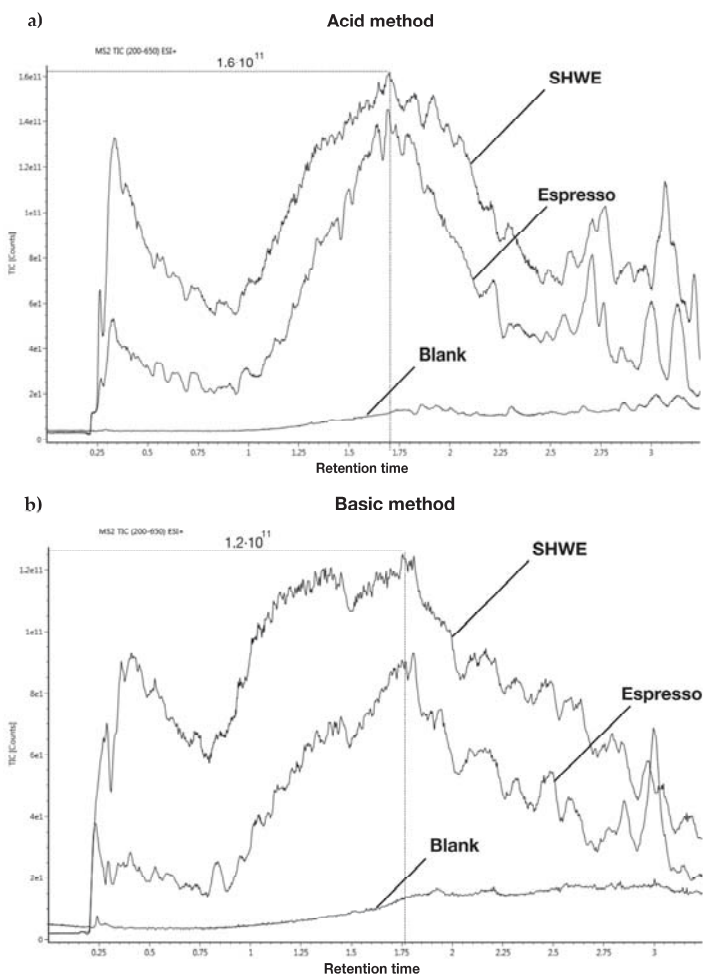 a)
Acid method
MS2 TIC (200-650) ESI+
1.6·10¹¹
1.6e11
SHWE
1.4e11
1.2e11
Espresso
1e11
TIC [Counts]
8e1
6e1
Blank
4e1
2e1
0
0.25 0.5 0.75 1 1.25 1.5 1.75 2 2.25 2.5 2.75 3
Retention time
b)
Basic method
MS2 TIC (200-650) ESI+
1.2·10¹¹
SHWE
1.2e11
1e11
8e1
Espresso
TIC [Counts]
6e1
4e1
Blank
2e1
0
0.25 0.5 0.75 1 1.25 1.5 1.75 2 2.25 2.5 2.75 3
Retention time